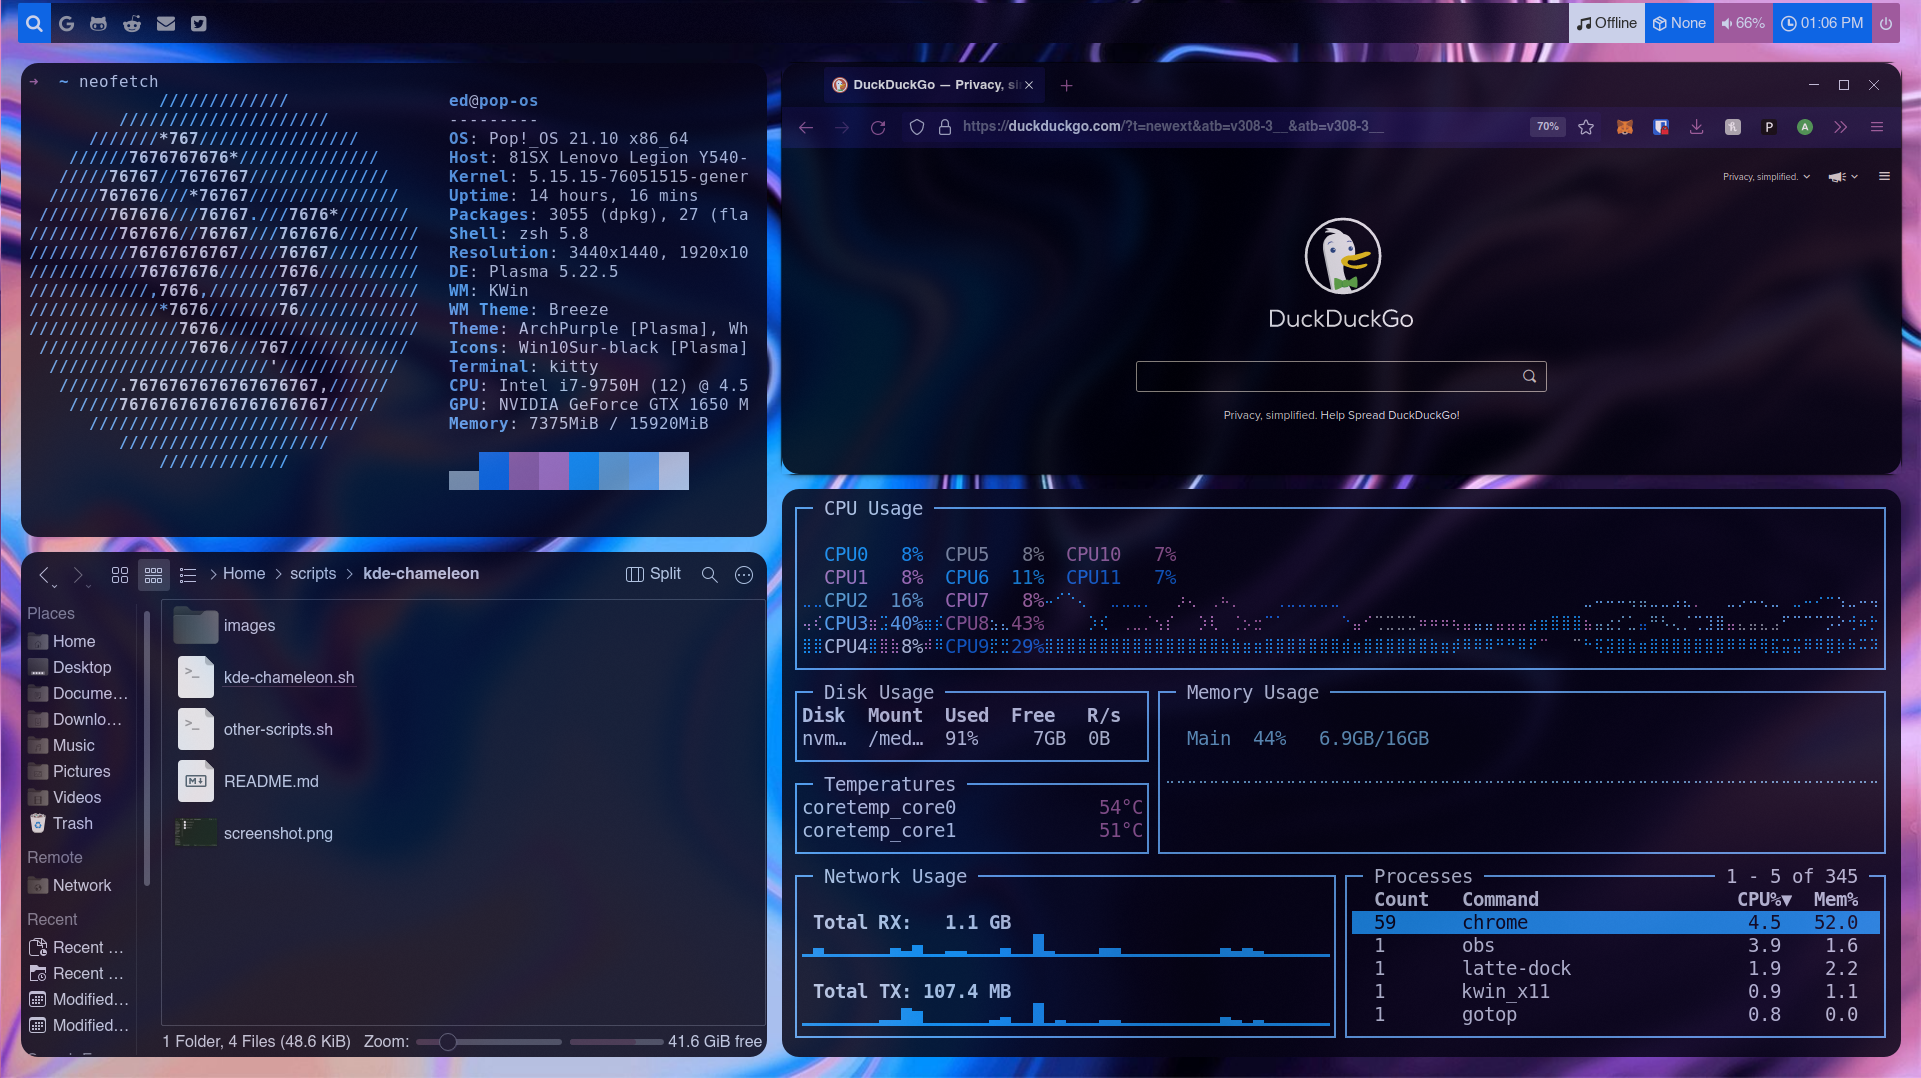 Offline
None
66%
01:06 PM
➜ ~ neofetch
/////////////
/////////////////////
///////*767////////////////
//////7676767676*//////////////
/////76767//7676767//////////////
/////767676///*76767///////////////
///////767676///76767.///7676*///////
/////////767676//76767///767676////////
//////////76767676767////76767/////////
///////////76767676//////7676//////////
////////////,7676,///////767///////////
/////////////*7676///////76////////////
///////////////7676////////////////////
///////////////7676///767////////////
//////////////////////'////////////
//////.7676767676767676767,//////
/////767676767676767676767/////
///////////////////////////
/////////////////////
/////////////
ed@pop-os
---------
OS: Pop!_OS 21.10 x86_64
Host: 81SX Lenovo Legion Y540-
Kernel: 5.15.15-76051515-gener
Uptime: 14 hours, 16 mins
Packages: 3055 (dpkg), 27 (fla
Shell: zsh 5.8
Resolution: 3440x1440, 1920x10
DE: Plasma 5.22.5
WM: KWin
WM Theme: Breeze
Theme: ArchPurple [Plasma], Wh
Icons: Win10Sur-black [Plasma]
Terminal: kitty
CPU: Intel i7-9750H (12) @ 4.5
GPU: NVIDIA GeForce GTX 1650 M
Memory: 7375MiB / 15920MiB
DuckDuckGo — Privacy, si
https://duckduckgo.com/?t=newext&atb=v308-3__&atb=v308-3__
70%
P
A
Privacy, simplified.
DuckDuckGo
Privacy, simplified. Help Spread DuckDuckGo!
Home > scripts > kde-chameleon
Split
Places
Home
Desktop
Docume...
Downlo...
Music
Pictures
Videos
Trash
Remote
Network
Recent
Recent ...
Recent ...
Modified...
Modified...
images
kde-chameleon.sh
other-scripts.sh
README.md
screenshot.png
1 Folder, 4 Files (48.6 KiB)
Zoom:
41.6 GiB free
CPU Usage
CPU0 8% CPU5 8% CPU10 7%
CPU1 8% CPU6 11% CPU11 7%
CPU2 16% CPU7 8%
CPU3 40% CPU8 43%
CPU4 8% CPU9 29%
Disk Usage
Disk Mount Used Free R/s
nvm… /med… 91% 7GB 0B
Memory Usage
Main 44% 6.9GB/16GB
Temperatures
coretemp_core0 54°C
coretemp_core1 51°C
Network Usage
Total RX: 1.1 GB
Total TX: 107.4 MB
Processes 1 - 5 of 345
Count Command CPU%▼ Mem%
59 chrome 4.5 52.0
1 obs 3.9 1.6
1 latte-dock 1.9 2.2
1 kwin_x11 0.9 1.1
1 gotop 0.8 0.0